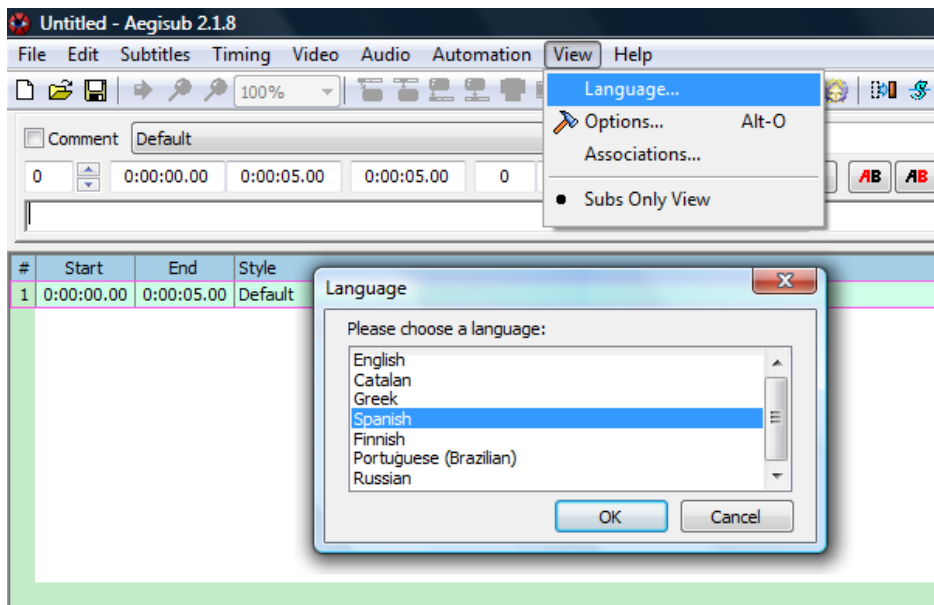 Untitled - Aegisub 2.1.8
File Edit Subtitles Timing Video Audio Automation View Help
100%
Language...
Options... Alt-O
Associations...
Subs Only View
Comment Default
0 0:00:00.00 0:00:05.00 0:00:05.00 0 AB AB
# Start End Style
1 0:00:00.00 0:00:05.00 Default
Language
Please choose a language:
English
Catalan
Greek
Spanish
Finnish
Portuguese (Brazilian)
Russian
OK Cancel